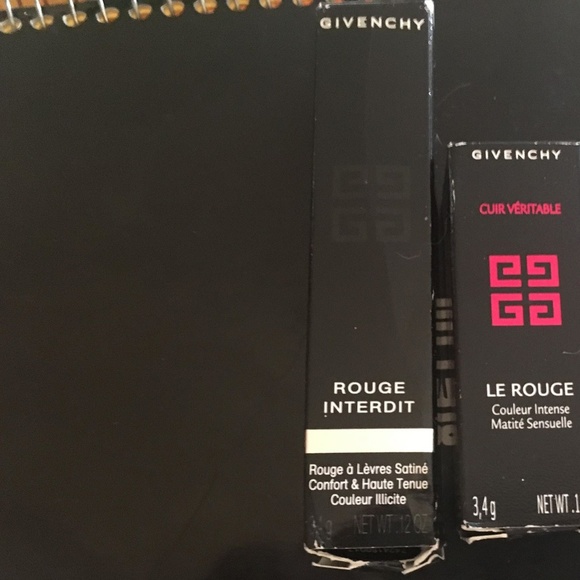 GIVENCHY
ROUGE
INTERDIT
Rouge à Lèvres Satiné
Confort & Haute Tenue
Couleur Illicite
NET WT .12 OZ
GIVENCHY
CUIR VÉRITABLE
LE ROUGE
Couleur Intense
Matité Sensuelle
3,4g NET WT .1